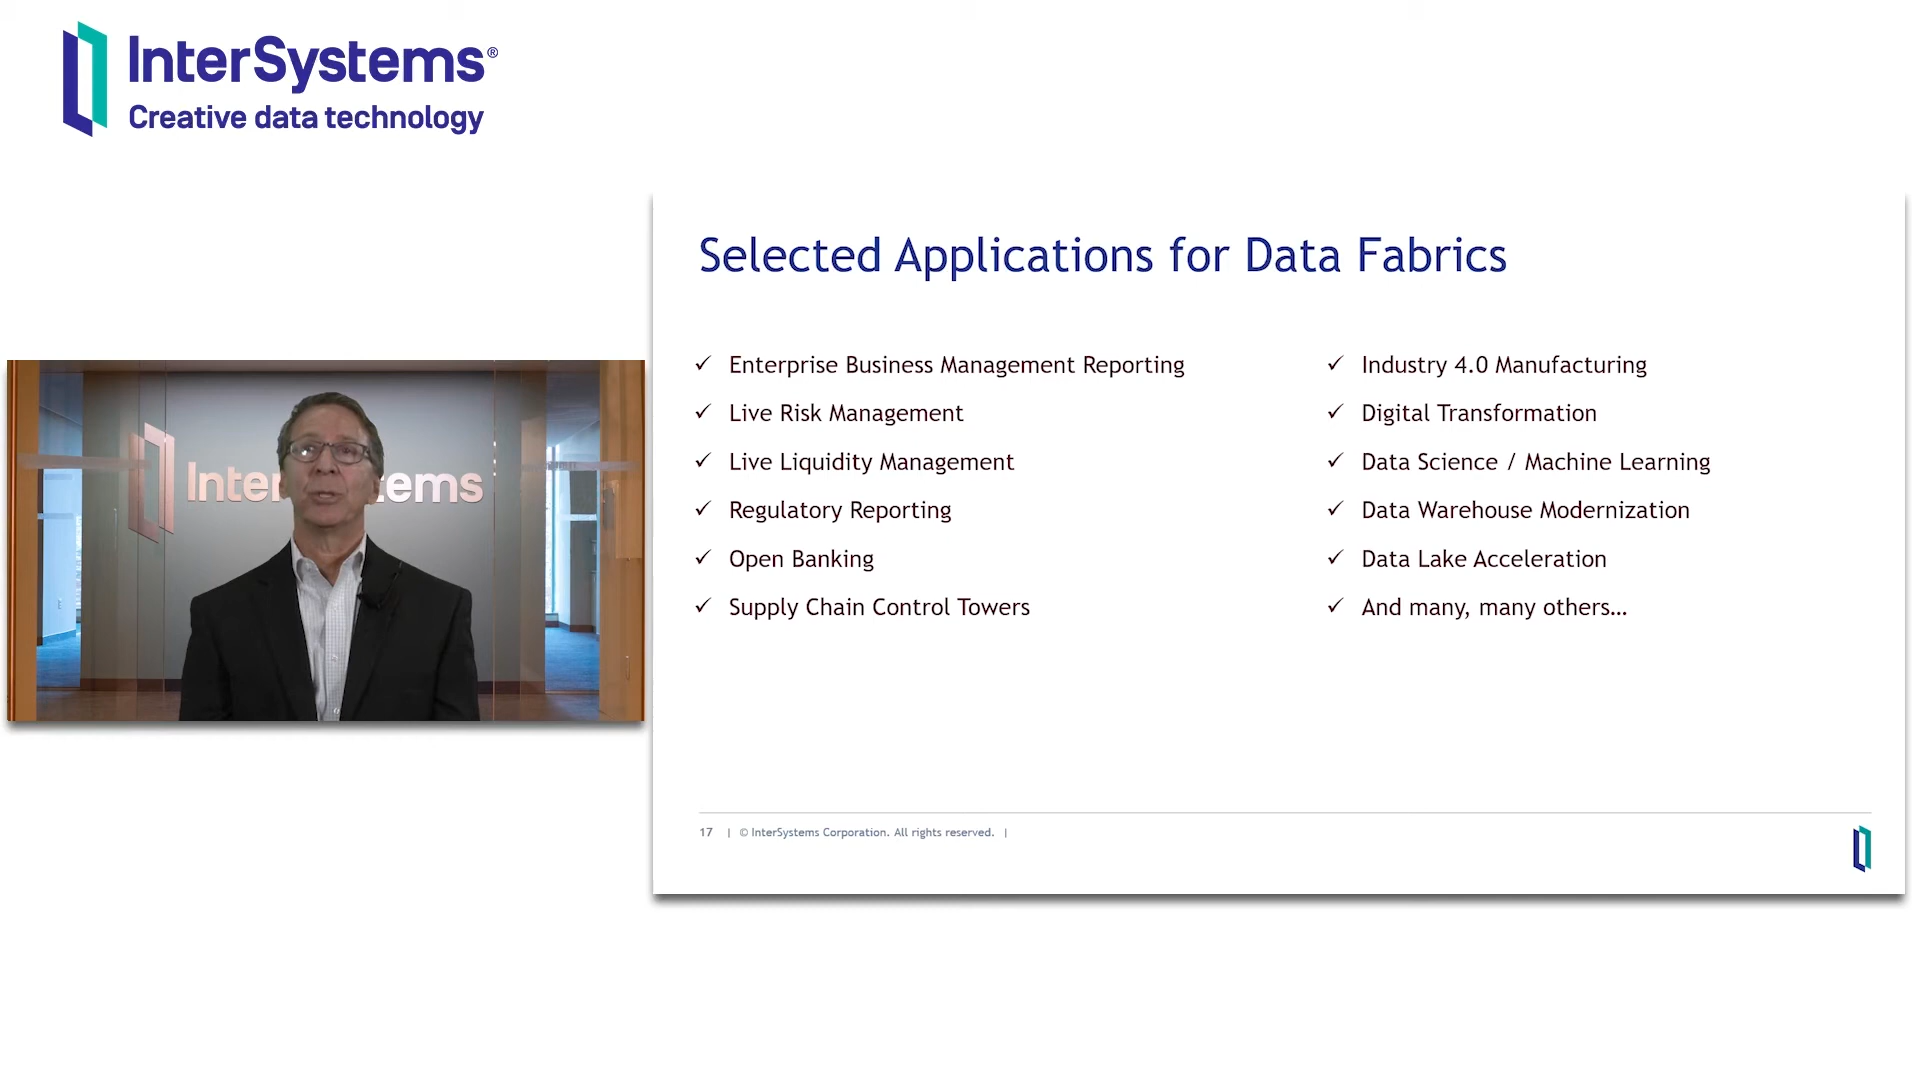 InterSystems®
Creative data technology
Inter
ems
Selected Applications for Data Fabrics
✓ Enterprise Business Management Reporting
✓ Live Risk Management
✓ Live Liquidity Management
✓ Regulatory Reporting
✓ Open Banking
✓ Supply Chain Control Towers
✓ Industry 4.0 Manufacturing
✓ Digital Transformation
✓ Data Science / Machine Learning
✓ Data Warehouse Modernization
✓ Data Lake Acceleration
✓ And many, many others…
17 | © InterSystems Corporation. All rights reserved. |